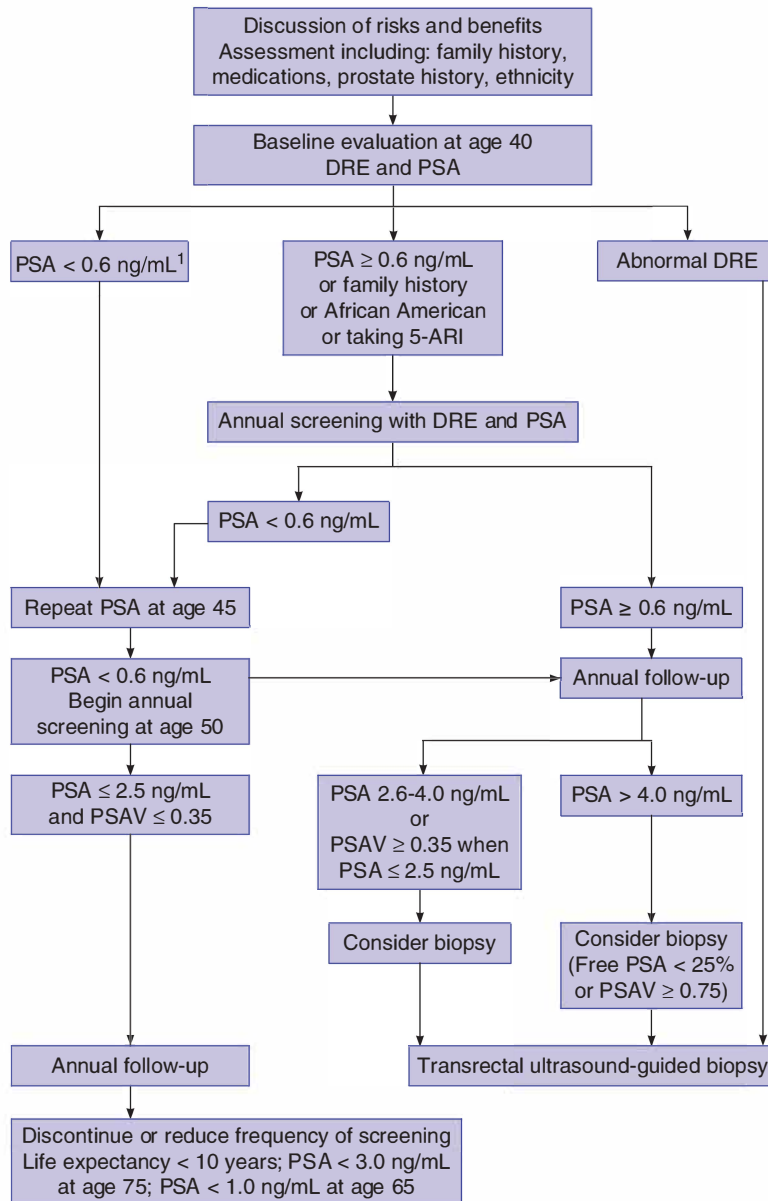 Discussion of risks and benefits
Assessment including: family history,
medications, prostate history, ethnicity
Baseline evaluation at age 40
DRE and PSA
PSA < 0.6 ng/mL¹
PSA ≥ 0.6 ng/mL
or family history
or African American
or taking 5-ARI
Abnormal DRE
Annual screening with DRE and PSA
PSA < 0.6 ng/mL
Repeat PSA at age 45
PSA ≥ 0.6 ng/mL
PSA < 0.6 ng/mL
Begin annual
screening at age 50
Annual follow-up
PSA ≤ 2.5 ng/mL
and PSAV ≤ 0.35
PSA 2.6-4.0 ng/mL
or
PSAV ≥ 0.35 when
PSA ≤ 2.5 ng/mL
PSA > 4.0 ng/mL
Consider biopsy
Consider biopsy
(Free PSA < 25%
or PSAV ≥ 0.75)
Annual follow-up
Transrectal ultrasound-guided biopsy
Discontinue or reduce frequency of screening
Life expectancy < 10 years; PSA < 3.0 ng/mL
at age 75; PSA < 1.0 ng/mL at age 65